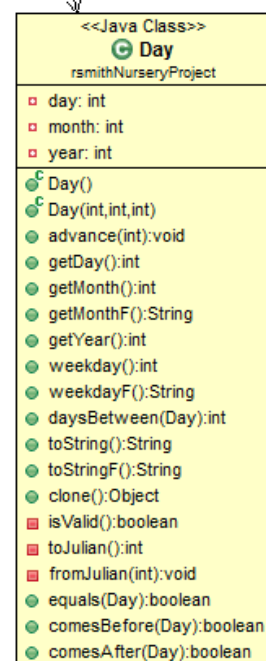 <<Java Class>>
Day
rsmithNurseryProject
day: int
month: int
year: int
Day()
Day(int,int,int)
advance(int):void
getDay():int
getMonth():int
getMonthF():String
getYear():int
weekday():int
weekdayF():String
daysBetween(Day):int
toString():String
toStringF():String
clone():Object
isValid():boolean
toJulian():int
fromJulian(int):void
equals(Day):boolean
comesBefore(Day):boolean
comesAfter(Day):boolean